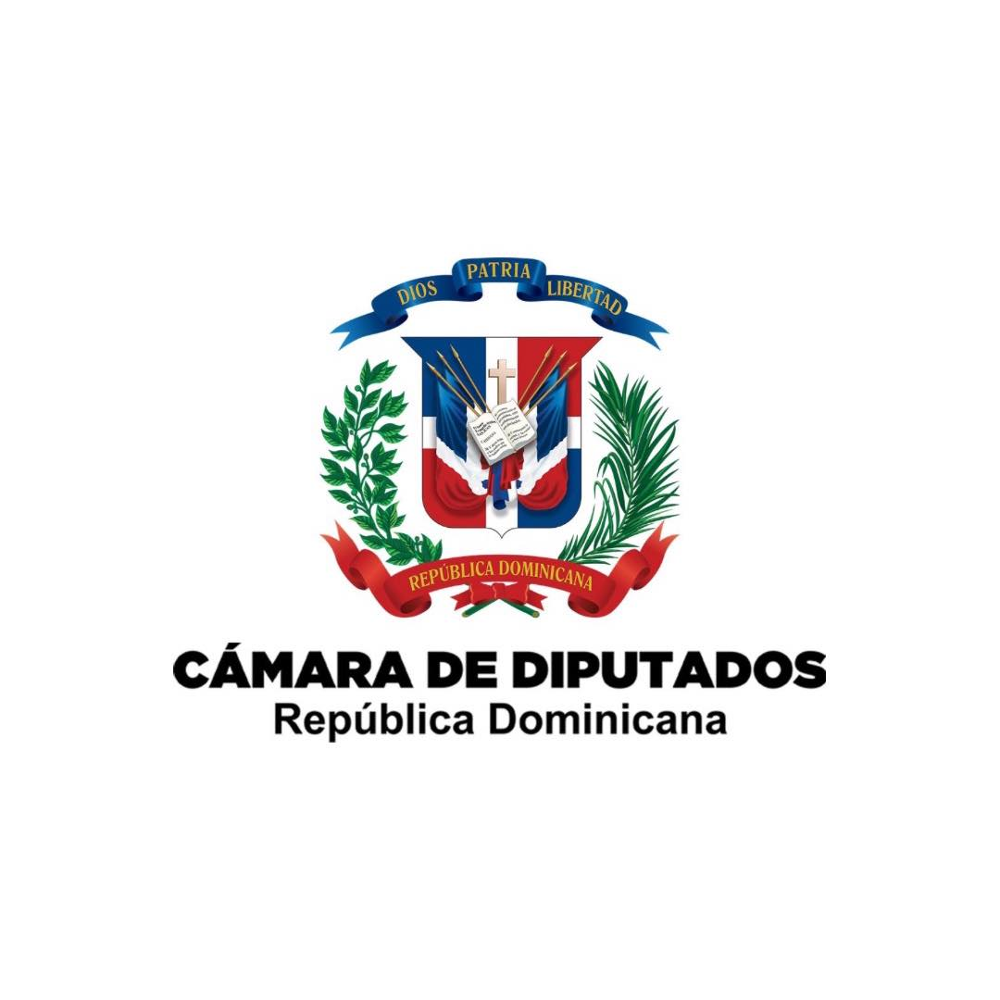 DIOS PATRIA LIBERTAD
REPÚBLICA DOMINICANA
CÁMARA DE DIPUTADOS
República Dominicana